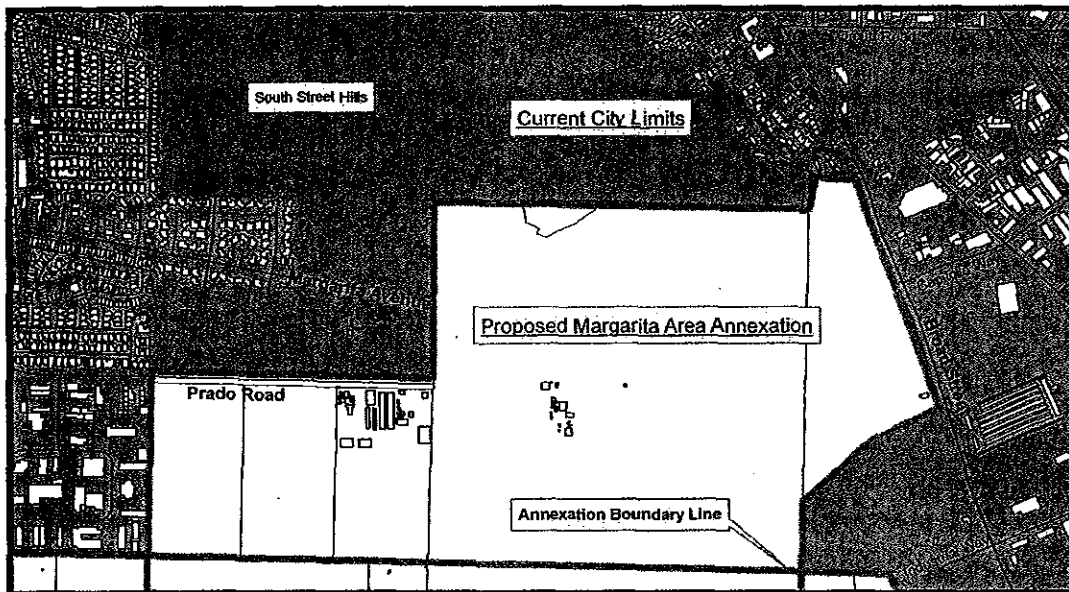 South Street Hills
Current City Limits
Proposed Margarita Area Annexation
Prado Road
Annexation Boundary Line